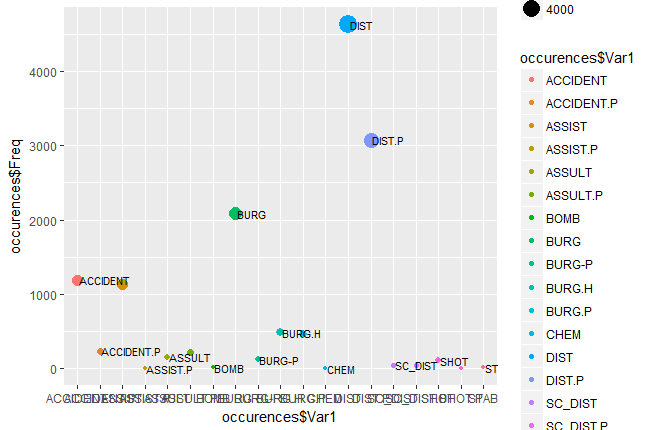 4000
occurences$Var1
ACCIDENT
ACCIDENT.P
ASSIST
ASSIST.P
ASSULT
ASSULT.P
BOMB
BURG
BURG-P
BURG.H
BURG.P
CHEM
DIST
DIST.P
SC_DIST
SC_DIST.P
occurences$Freq
4000
3000
2000
1000
0
DIST
DIST.P
BURG
ACCIDENT
BURG.H
ACCIDENT.P
ASSULT
BURG-P
SHOT
ASSIST.P
BOMB
CHEM
SC_DIST
ST
occurences$Var1